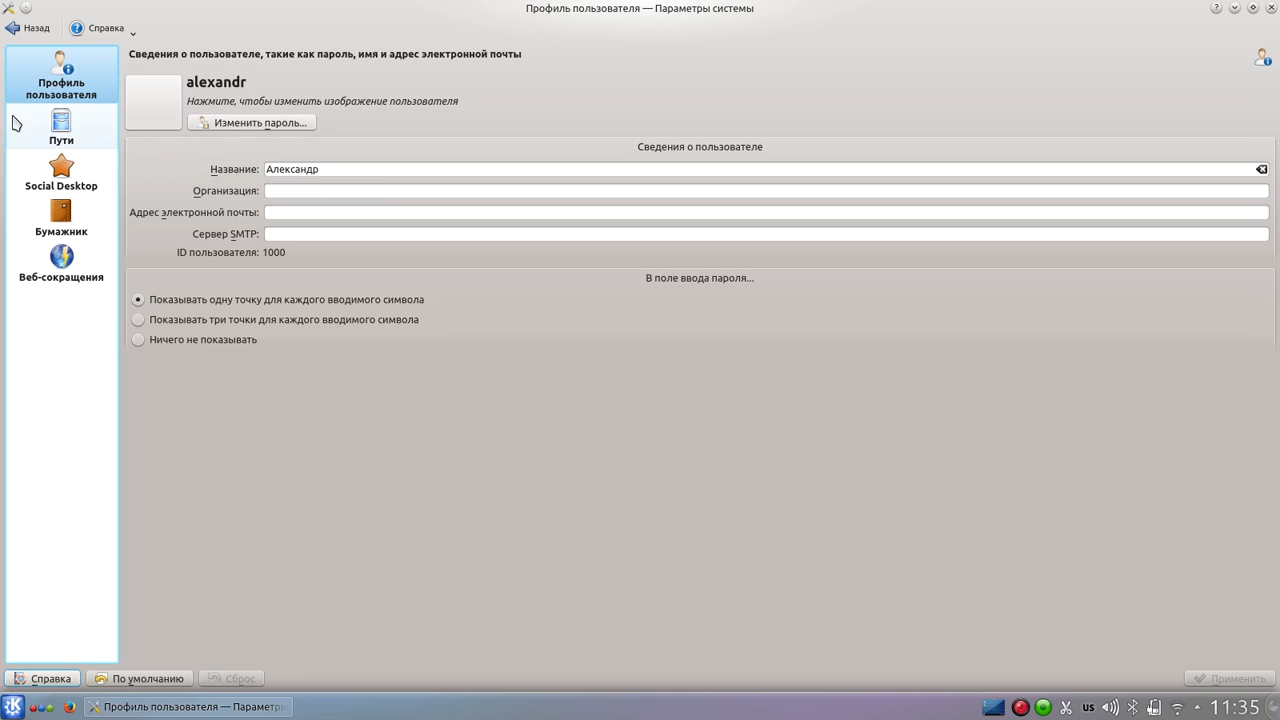 Профиль пользователя — Параметры системы
Назад
Справка
Сведения о пользователе, такие как пароль, имя и адрес электронной почты
Профиль
пользователя
Пути
Social Desktop
Бумажник
Веб-сокращения
alexandr
Нажмите, чтобы изменить изображение пользователя
Изменить пароль...
Сведения о пользователе
Название: Александр
Организация:
Адрес электронной почты:
Сервер SMTP:
ID пользователя: 1000
В поле ввода пароля...
Показывать одну точку для каждого вводимого символа
Показывать три точки для каждого вводимого символа
Ничего не показывать
Справка
По умолчанию
Сброс
Применить
Профиль пользователя — Параметры
us
11:35